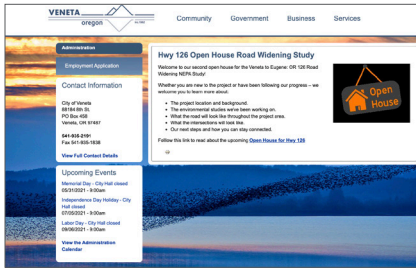 VENETA
oregon
Community Government Business Services
Administration
Employment Application
Contact Information
City of Veneta
88184 8th St.
PO Box 458
Veneta, OR 97487
541-935-2191
Fax 541-935-1838
View Full Contact Details
Upcoming Events
Memorial Day - City Hall closed
05/31/2021 - 9:00am
Independence Day Holiday - City
Hall closed
07/05/2021 - 9:00am
Labor Day - City Hall closed
09/06/2021 - 9:00am
View the Administration
Calendar
Hwy 126 Open House Road Widening Study
Welcome to our second open house for the Veneta to Eugene: OR 126 Road
Widening NEPA Study!
Whether you are new to the project or have been following our progress – we
welcome you to learn more about:
• The project location and background.
• The environmental studies we've been working on.
• What the road will look like throughout the project area.
• What the intersections will look like.
• Our next steps and how you can stay connected.
Follow this link to read about the upcoming Open House for Hwy 126
Open
House